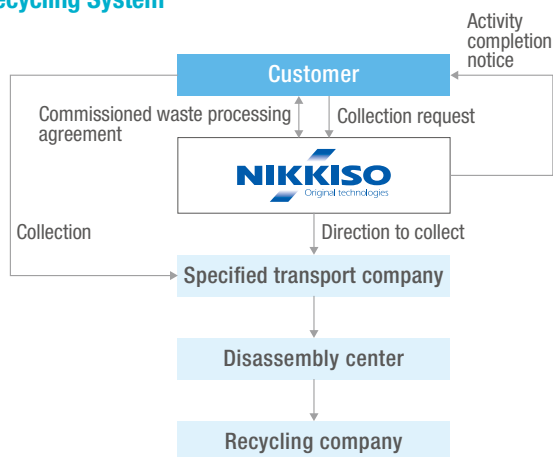 ecycling System
Activity
completion
notice
Customer
Commissioned waste processing
agreement
Collection request
NIKKISO
Original technologies
Collection
Direction to collect
Specified transport company
Disassembly center
Recycling company